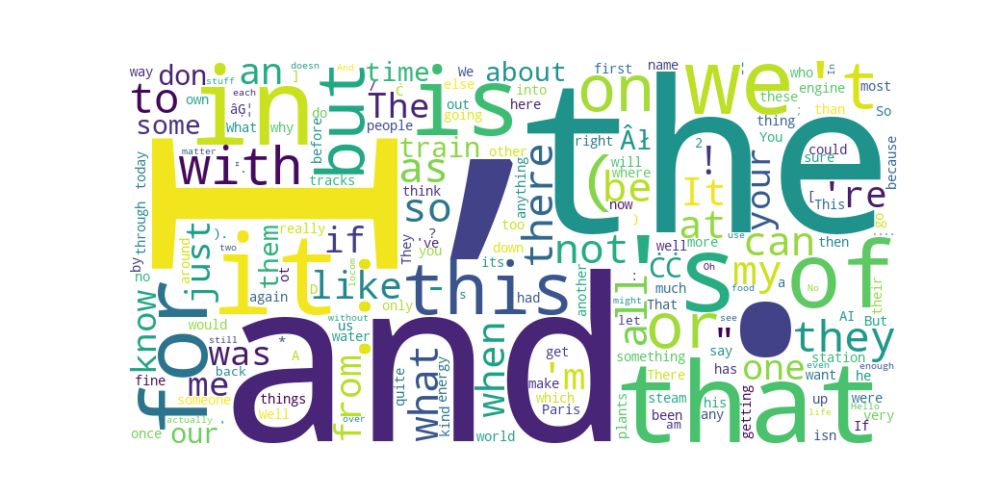 way don in an doesn
stuff
And
time ć
/
We about
else
first name
who
these
In
to own
]
each
âĢ¦
do
The is out into
here
on we engine 't most
than
some What why
before
but people
going
thing :
You So
the
I with
tracks
train
as other
right Âł 2 !
will
where
could
sure
because
matter
today
think
so too
anything
there
( be It
now
your
[ This 're
really
if
them
just
around
two
).
They 've
?
you down
its
not '
)
at
well more
use
can then
go
their
through
by
no
it
again
ot
D like -
locom
only
this
s had
another
ĊĊ
much
Oh
my a
food
No
s of
know for would
still
was *
back
without
us
water
and
might
let
all
:
That
or
see
"
.
say
they AI But
station
even
enough
fine
me A
someone
things
Well
actually
from
over
quite
what
kind
energy
when
world
get
make 'm
which
Paris
something
There
plants
steam
been
am
that
has
his
any
getting
one want he
up were
life Hello
very
isn If
once our .